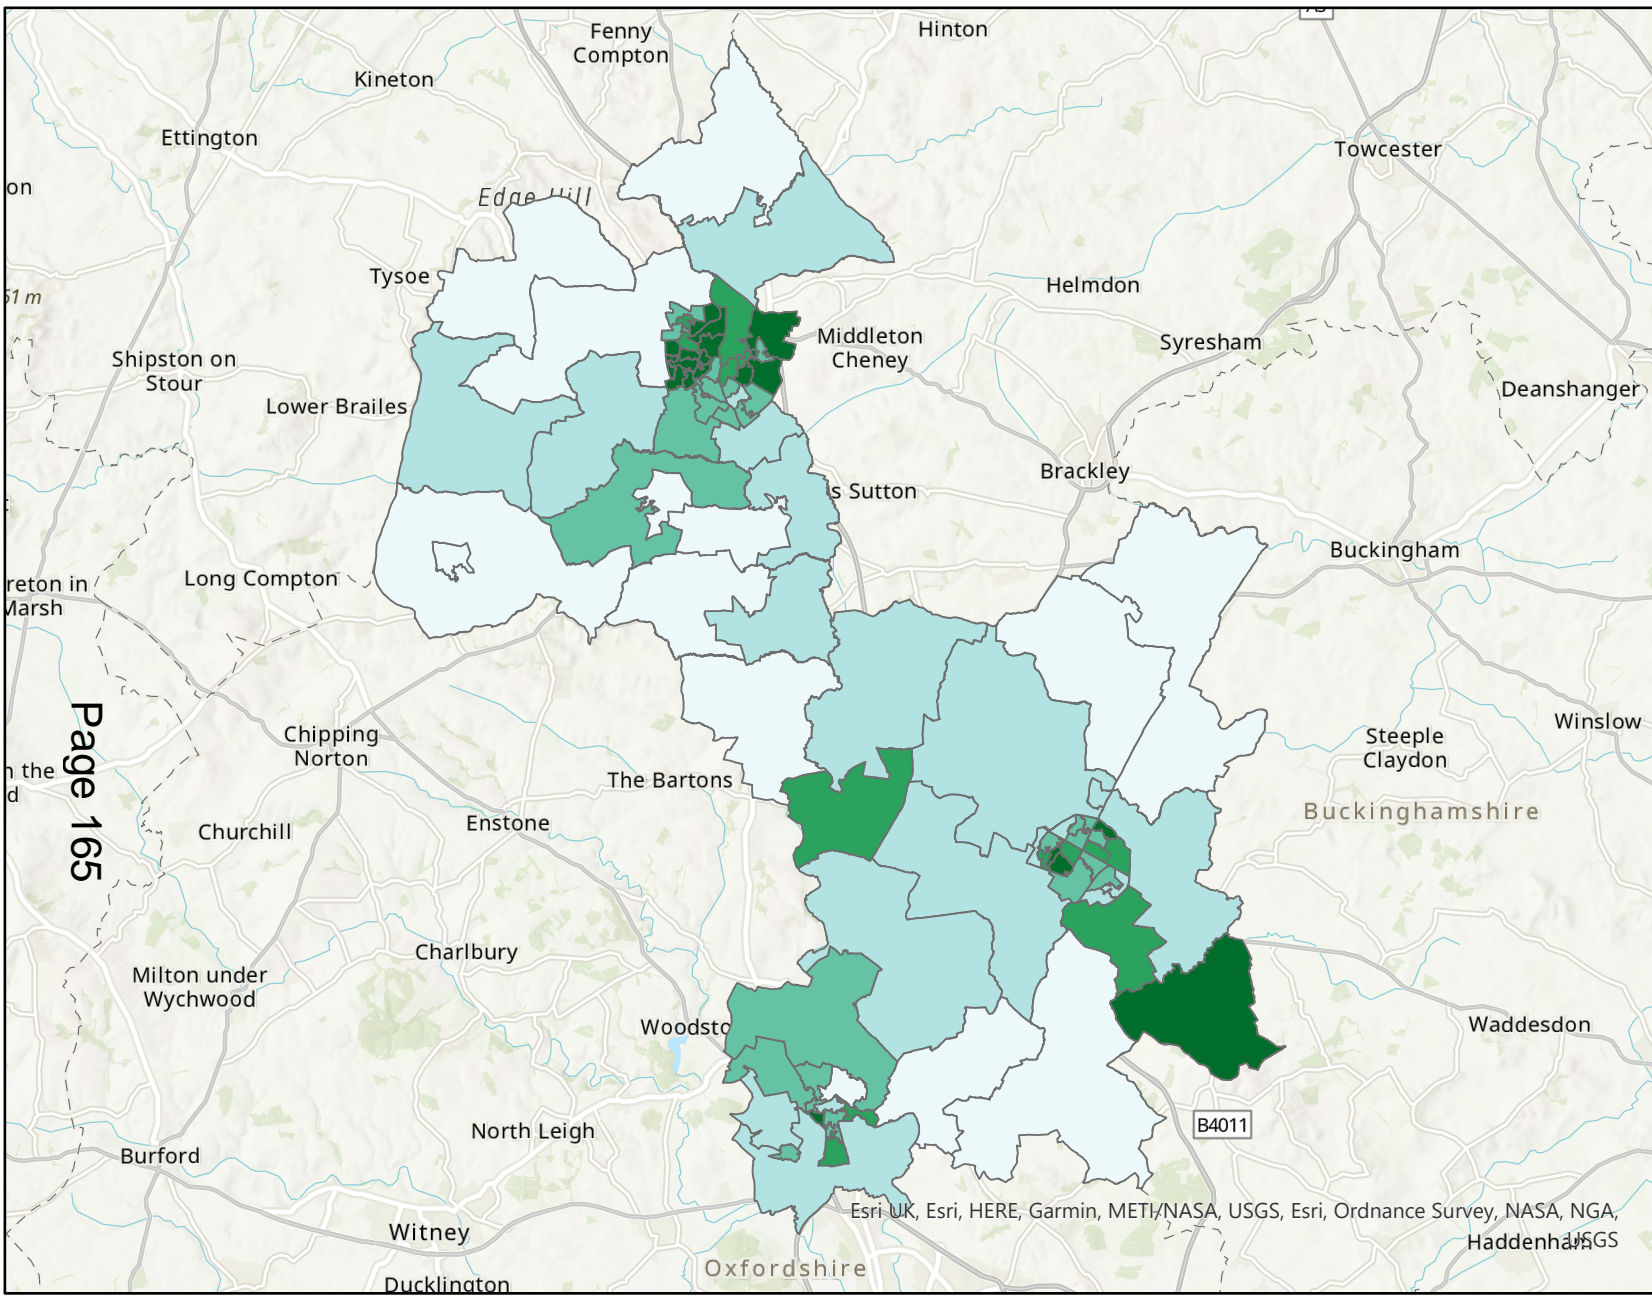 Fenny
Compton
Hinton
Kineton
Ettington
Towcester
on
Edge Hill
Tysoe
51 m
Helmdon
Middleton
Cheney
Syresham
Shipston on
Stour
Deanshanger
Lower Brailes
Brackley
s Sutton
Buckingham
Long Compton
reton in
Marsh
Page 165
Chipping
Norton
Winslow
Steeple
Claydon
n the
d
The Bartons
Buckinghamshire
Churchill
Enstone
Charlbury
Milton under
Wychwood
Woodsto
Waddesdon
North Leigh
B4011
Burford
Esri UK, Esri, HERE, Garmin, METI/NASA, USGS, Esri, Ordnance Survey, NASA, NGA,
USGS
Witney
Haddenham
Oxfordshire
Ducklington